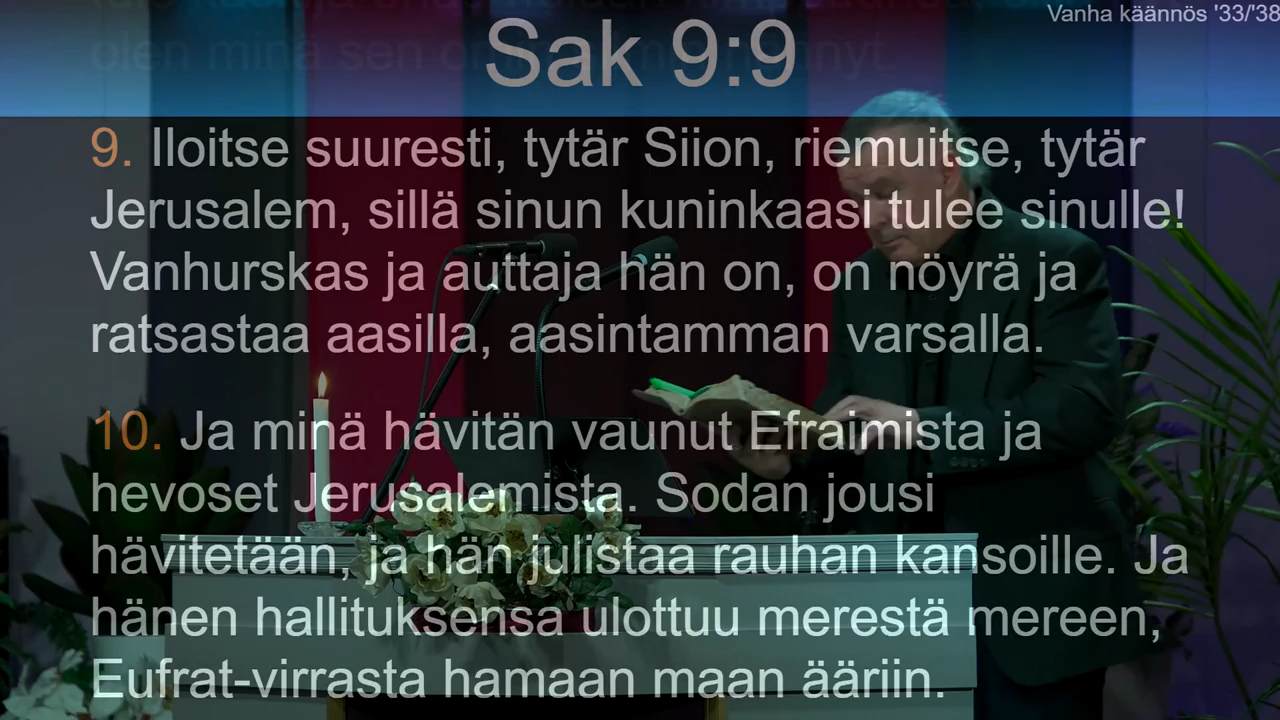 Vanha käännös '33/'38
olen minä sen
Sak 9:9
9. Iloitse suuresti, tytär Siion, riemuitse, tytär
Jerusalem, sillä sinun kuninkaasi tulee sinulle!
Vanhurskas ja auttaja hän on, on nöyrä ja
ratsastaa aasilla, aasintamman varsalla.
10. Ja minä hävitän vaunut Efraimista ja
hevoset Jerusalemista. Sodan jousi
hävitetään, ja hän julistaa rauhan kansoille. Ja
hänen hallituksensa ulottuu merestä mereen,
Eufrat-virrasta hamaan maan ääriin.